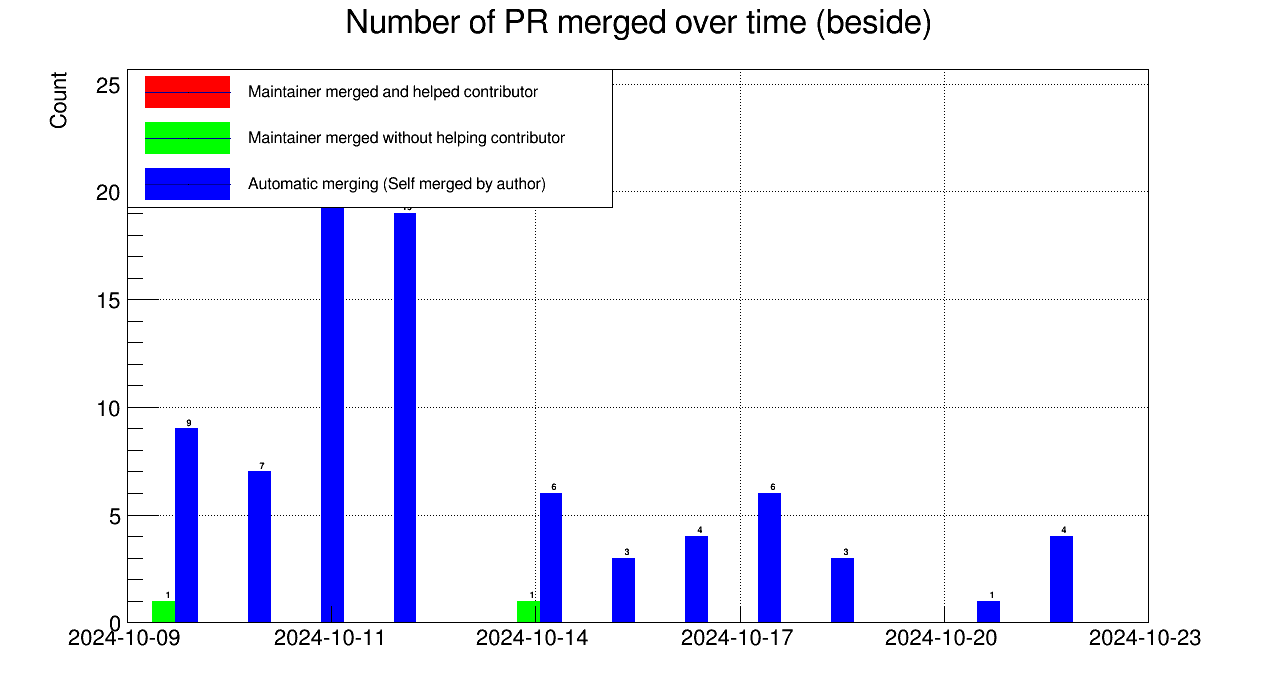 Number of PR merged over time (beside)
Count
25
20
15
10
5
0
Maintainer merged and helped contributor
Maintainer merged without helping contributor
Automatic merging (Self merged by author)
1
9
7
1
6
3
4
6
3
1
4
2024-10-09 2024-10-11 2024-10-14 2024-10-17 2024-10-20 2024-10-23